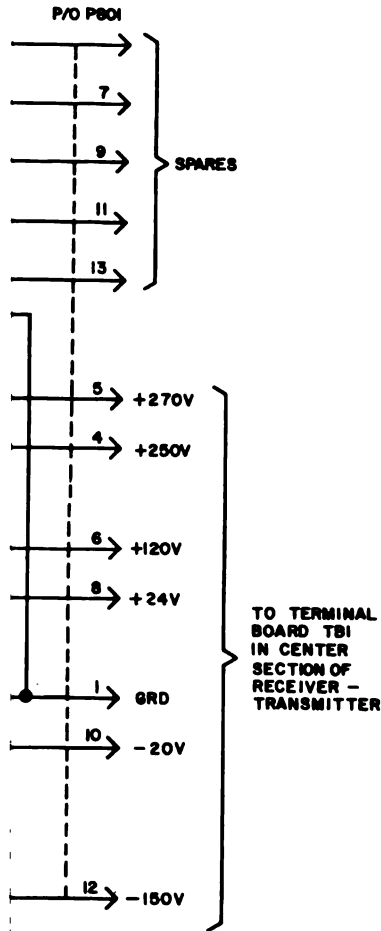 P/O P801
7
9
SPARES
11
13
5 +270V
4 +250V
6 +120V
8 +24V
TO TERMINAL
BOARD TB1
IN CENTER
SECTION OF
RECEIVER –
TRANSMITTER
1 GRD
10 -20V
12 -150V